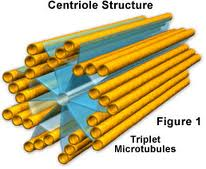 Centriole Structure
Figure 1
Triplet
Microtubules